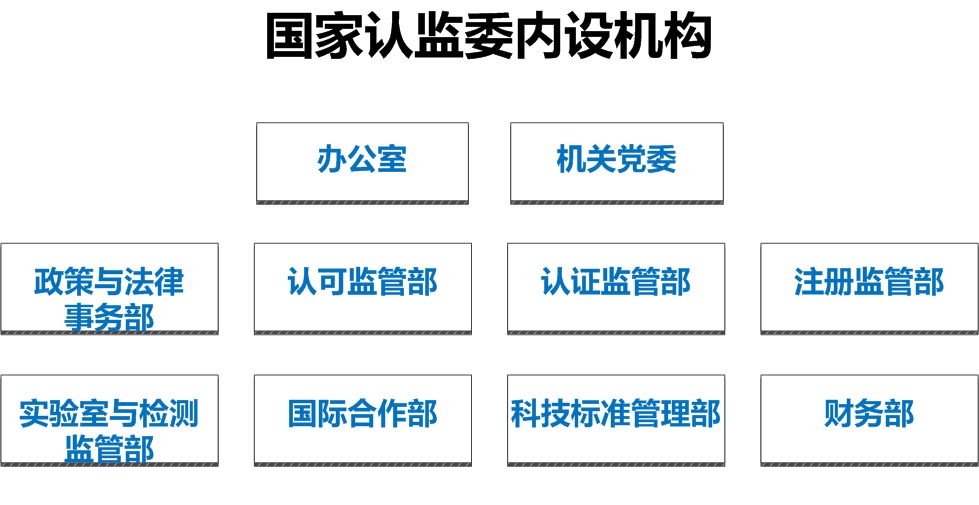 国家认监委内设机构
办公室
机关党委
政策与法律
事务部
认可监管部
认证监管部
注册监管部
实验室与检测
监管部
国际合作部
科技标准管理部
财务部